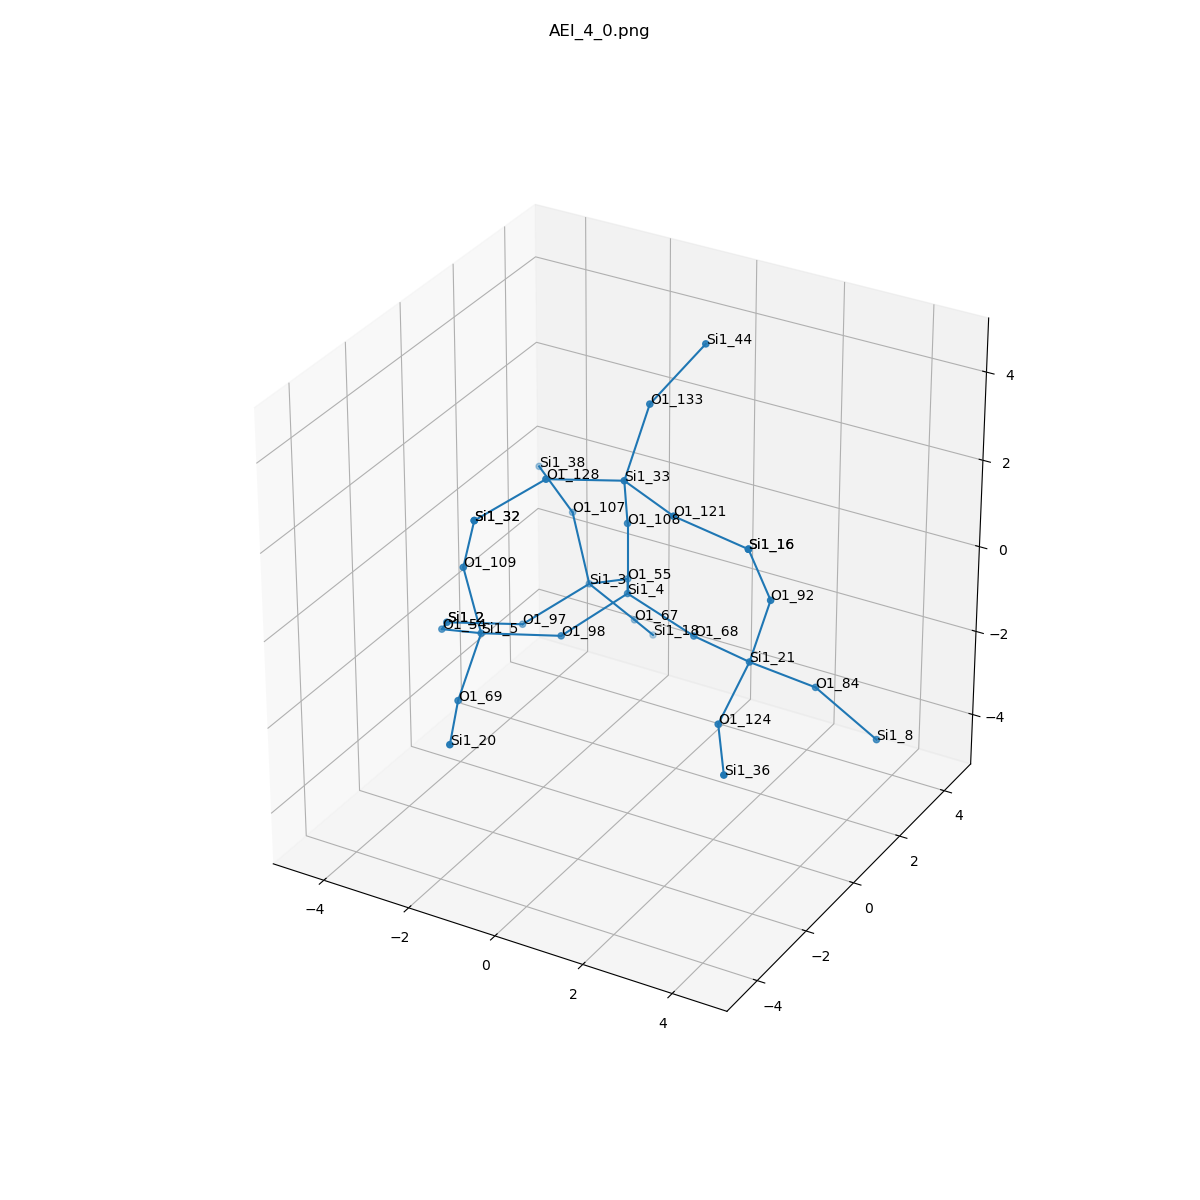 AEI_4_0.png
Si1_44
O1_133
Si1_38
O1_128
Si1_33
O1_107
O1_121
Si1_32
O1_108
Si1_16
O1_109
O1_55
Si1_3
Si1_4
O1_92
Si1_2
O1_54
Si1_5
O1_97
O1_98
O1_67
Si1_18
O1_68
Si1_21
O1_84
O1_69
O1_124
Si1_20
Si1_8
Si1_36
4
2
0
−2
−4
−4
−2
0
2
4
4
2
0
−2
−4